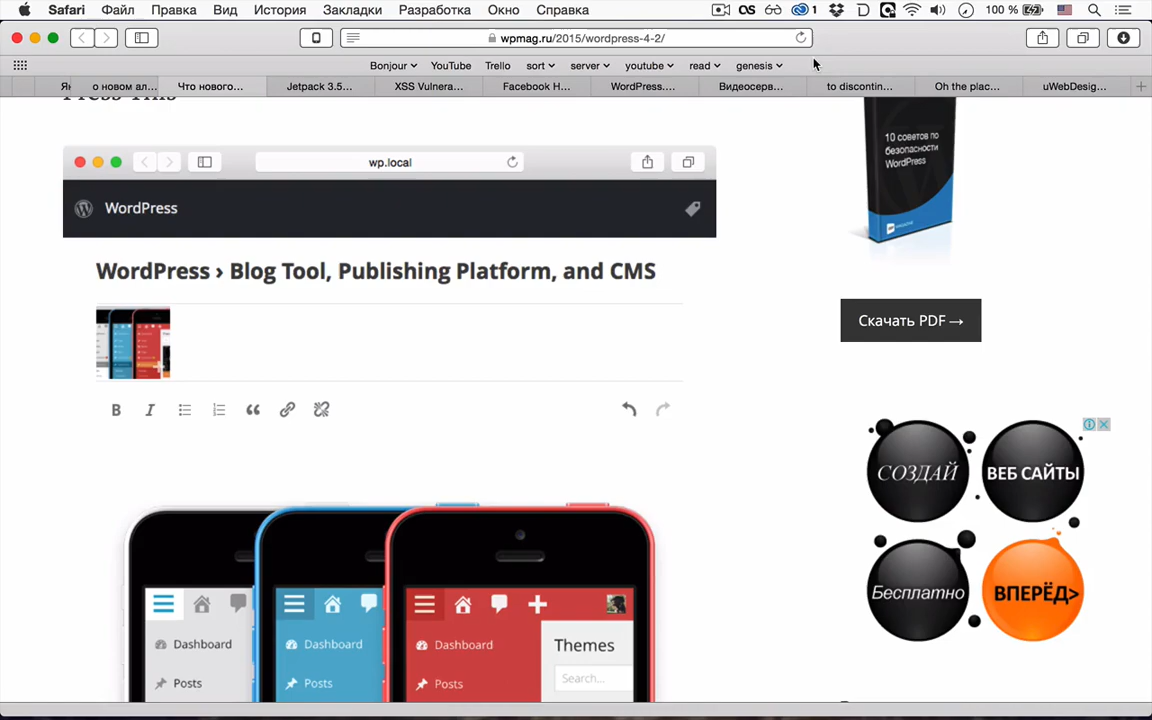 Safari Файл Правка Вид История Закладки Разработка Окно Справка 1 100 %
wpmag.ru/2015/wordpress-4-2/
Bonjour YouTube Trello sort server youtube read genesis
о новом ал... Что нового... Jetpack 3.5... XSS Vulnera... Facebook H... WordPress.... Видеосерв... to discontin... Oh the plac... uWebDesig...
Press This
wp.local
WordPress
WordPress › Blog Tool, Publishing Platform, and CMS
B I
Dashboard Dashboard Dashboard
Posts Posts Posts
Themes
Search...
10 советов по
безопасности
WordPress
Скачать PDF →
СОЗДАЙ ВЕБ САЙТЫ
Бесплатно ВПЕРЁД>